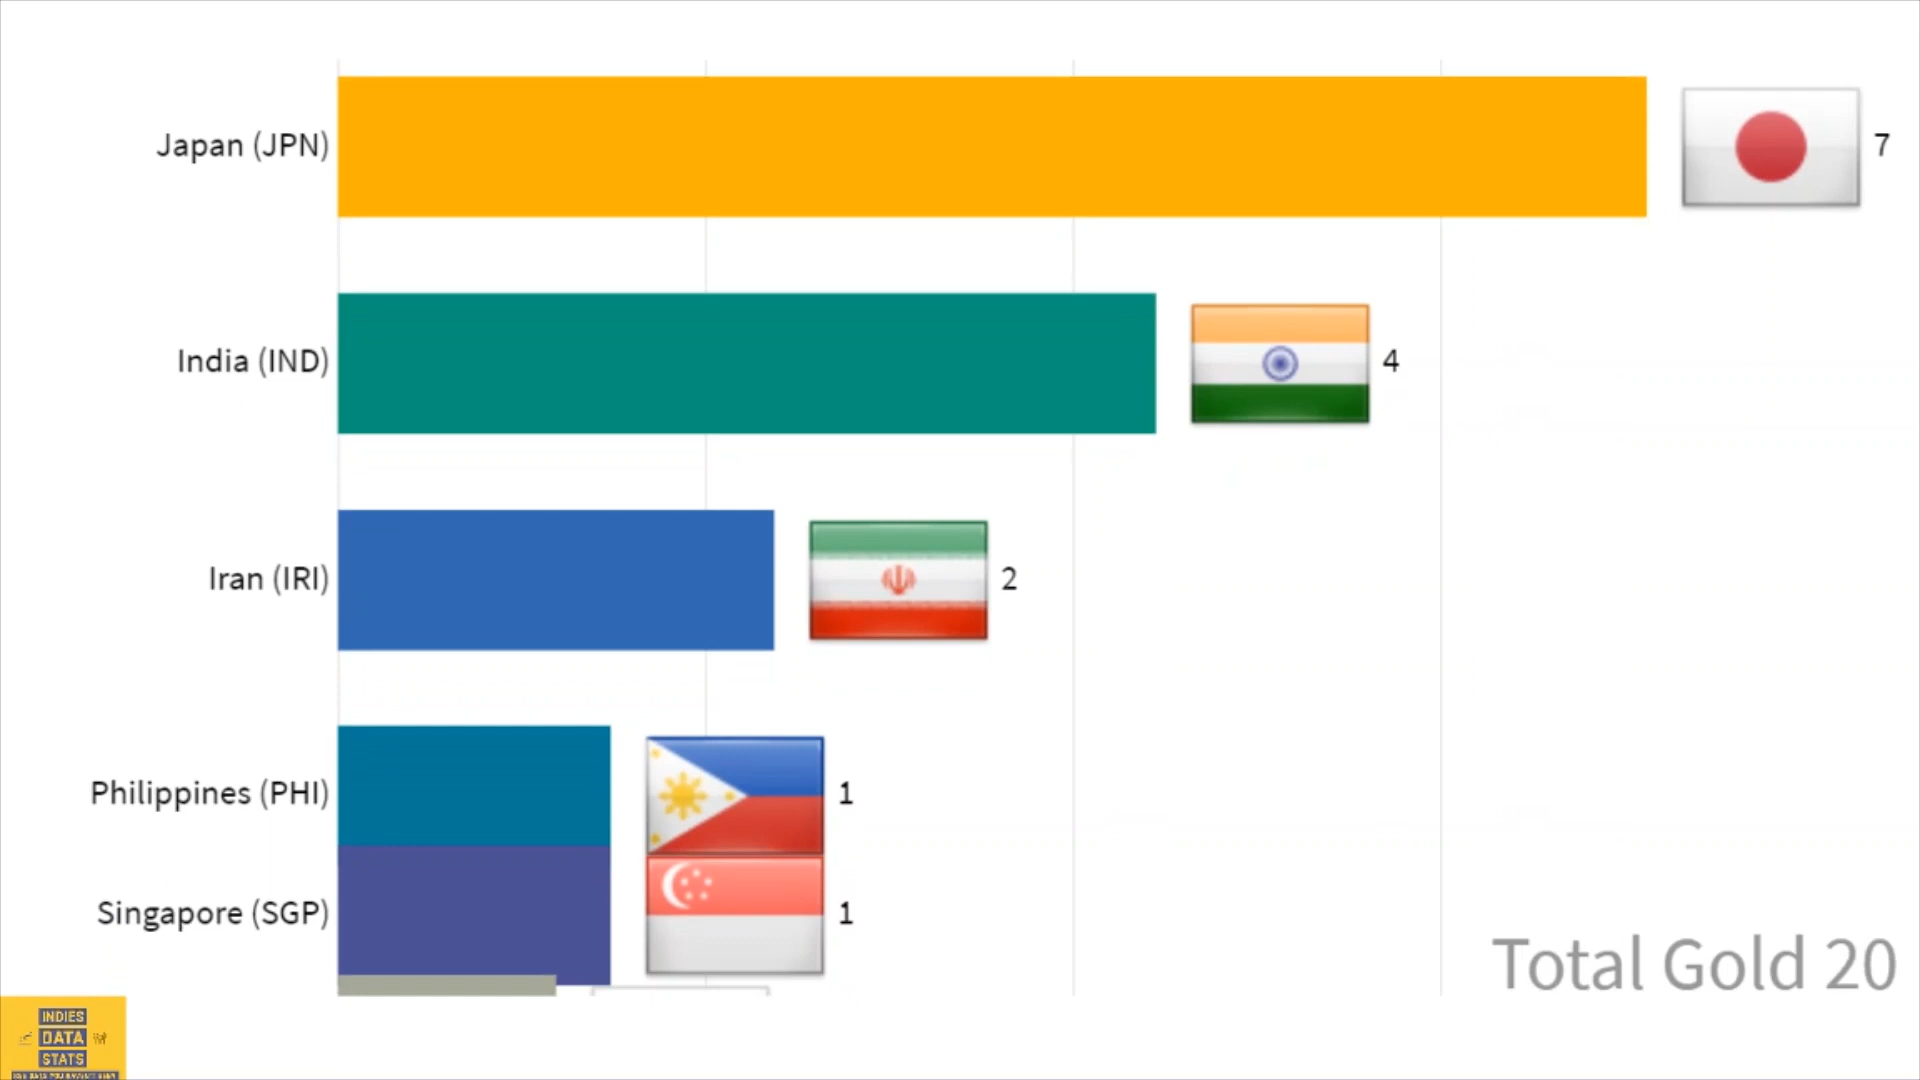 Japan (JPN)
7
India (IND)
4
Iran (IRI)
2
Philippines (PHI)
1
Singapore (SGP)
1
Total Gold 20
INDIES
DATA
STATS